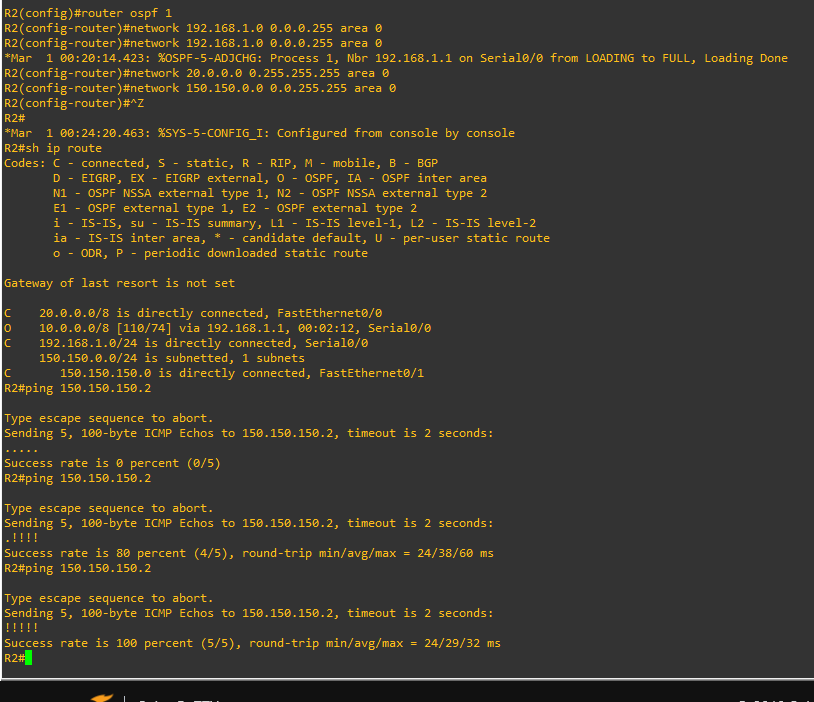 R2(config)#router ospf 1
R2(config-router)#network 192.168.1.0 0.0.0.255 area 0
R2(config-router)#network 192.168.1.0 0.0.0.255 area 0
*Mar  1 00:20:14.423: %OSPF-5-ADJCHG: Process 1, Nbr 192.168.1.1 on Serial0/0 from LOADING to FULL, Loading Done
R2(config-router)#network 20.0.0.0 0.255.255.255 area 0
R2(config-router)#network 150.150.0.0 0.0.255.255 area 0
R2(config-router)#^Z
R2#
*Mar  1 00:24:20.463: %SYS-5-CONFIG_I: Configured from console by console
R2#sh ip route
Codes: C - connected, S - static, R - RIP, M - mobile, B - BGP
       D - EIGRP, EX - EIGRP external, O - OSPF, IA - OSPF inter area
       N1 - OSPF NSSA external type 1, N2 - OSPF NSSA external type 2
       E1 - OSPF external type 1, E2 - OSPF external type 2
       i - IS-IS, su - IS-IS summary, L1 - IS-IS level-1, L2 - IS-IS level-2
       ia - IS-IS inter area, * - candidate default, U - per-user static route
       o - ODR, P - periodic downloaded static route
Gateway of last resort is not set
C    20.0.0.0/8 is directly connected, FastEthernet0/0
O    10.0.0.0/8 [110/74] via 192.168.1.1, 00:02:12, Serial0/0
C    192.168.1.0/24 is directly connected, Serial0/0
     150.150.0.0/24 is subnetted, 1 subnets
C       150.150.150.0 is directly connected, FastEthernet0/1
R2#ping 150.150.150.2
Type escape sequence to abort.
Sending 5, 100-byte ICMP Echos to 150.150.150.2, timeout is 2 seconds:
.....
Success rate is 0 percent (0/5)
R2#ping 150.150.150.2
Type escape sequence to abort.
Sending 5, 100-byte ICMP Echos to 150.150.150.2, timeout is 2 seconds:
.!!!!
Success rate is 80 percent (4/5), round-trip min/avg/max = 24/38/60 ms
R2#ping 150.150.150.2
Type escape sequence to abort.
Sending 5, 100-byte ICMP Echos to 150.150.150.2, timeout is 2 seconds:
!!!!!
Success rate is 100 percent (5/5), round-trip min/avg/max = 24/29/32 ms
R2#